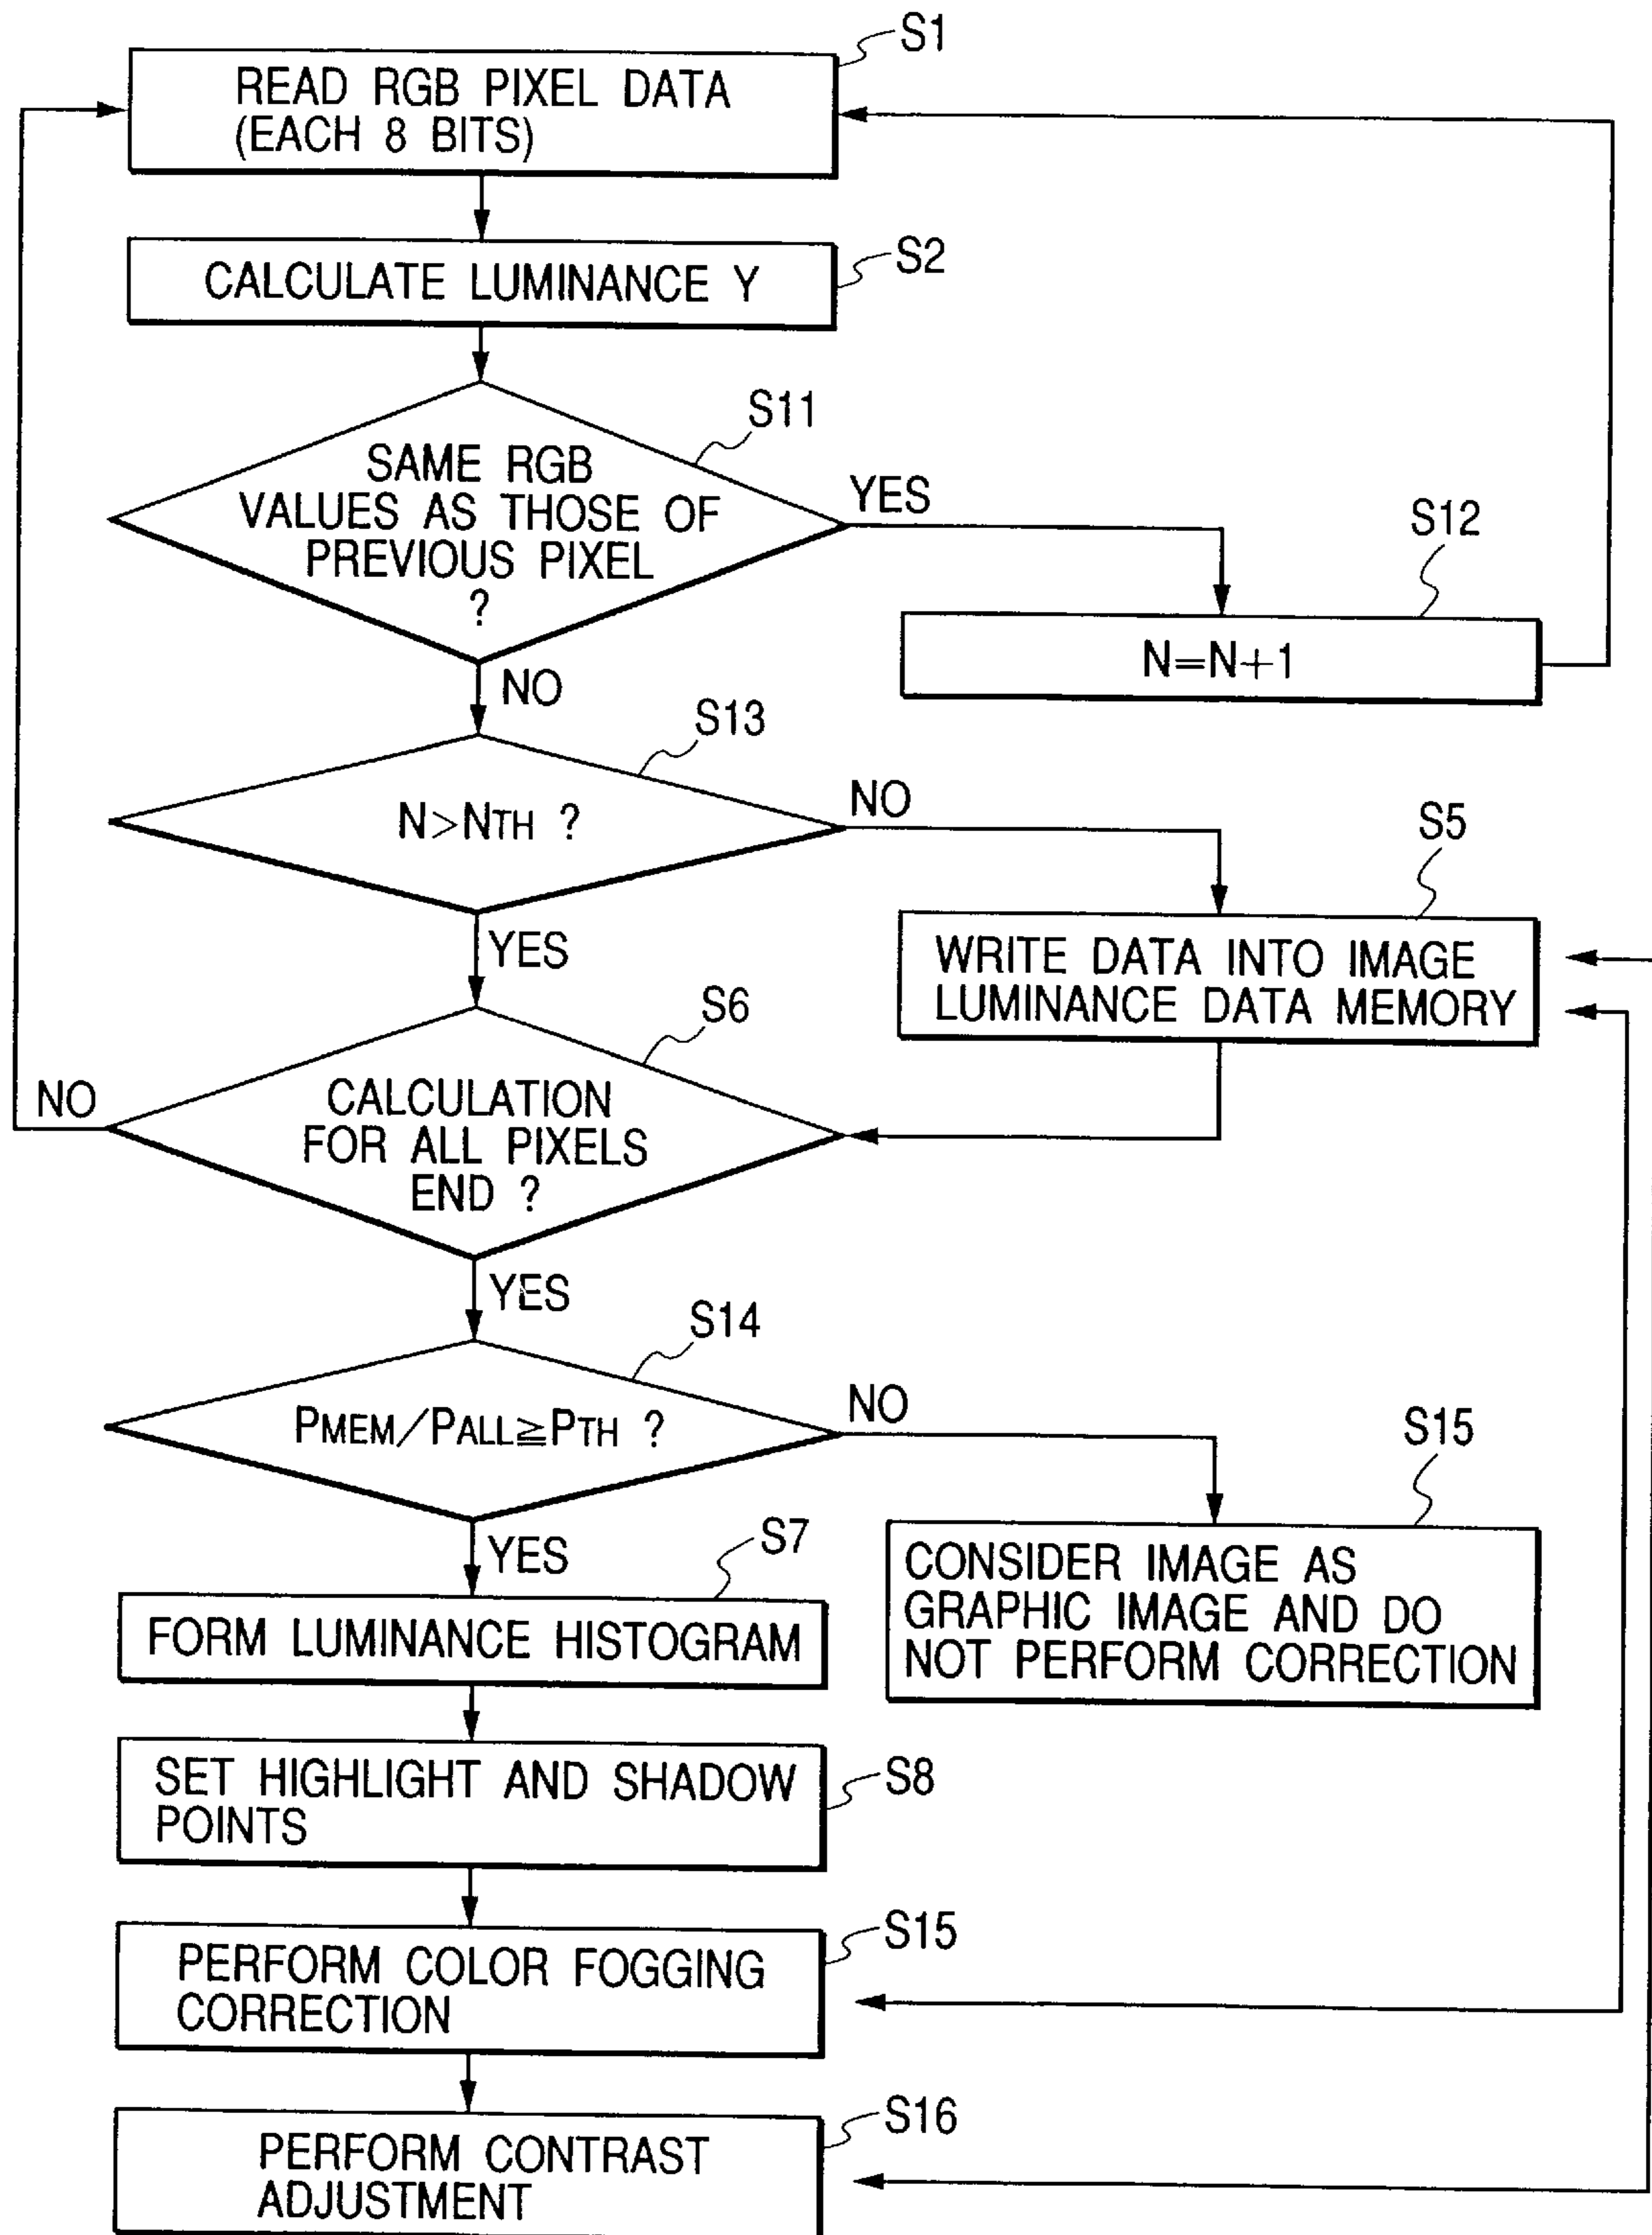 S1
READ RGB PIXEL DATA
(EACH 8 BITS)
S2
CALCULATE LUMINANCE Y
S11
SAME RGB
VALUES AS THOSE OF
PREVIOUS PIXEL
?
YES
S12
N=N+1
NO
S13
N>NTH ?
NO
S5
WRITE DATA INTO IMAGE
LUMINANCE DATA MEMORY
YES
S6
CALCULATION
FOR ALL PIXELS
END ?
NO
YES
S14
PMEM/PALL≧PTH ?
NO
S15
CONSIDER IMAGE AS
GRAPHIC IMAGE AND DO
NOT PERFORM CORRECTION
YES
S7
FORM LUMINANCE HISTOGRAM
S8
SET HIGHLIGHT AND SHADOW
POINTS
S15
PERFORM COLOR FOGGING
CORRECTION
S16
PERFORM CONTRAST
ADJUSTMENT